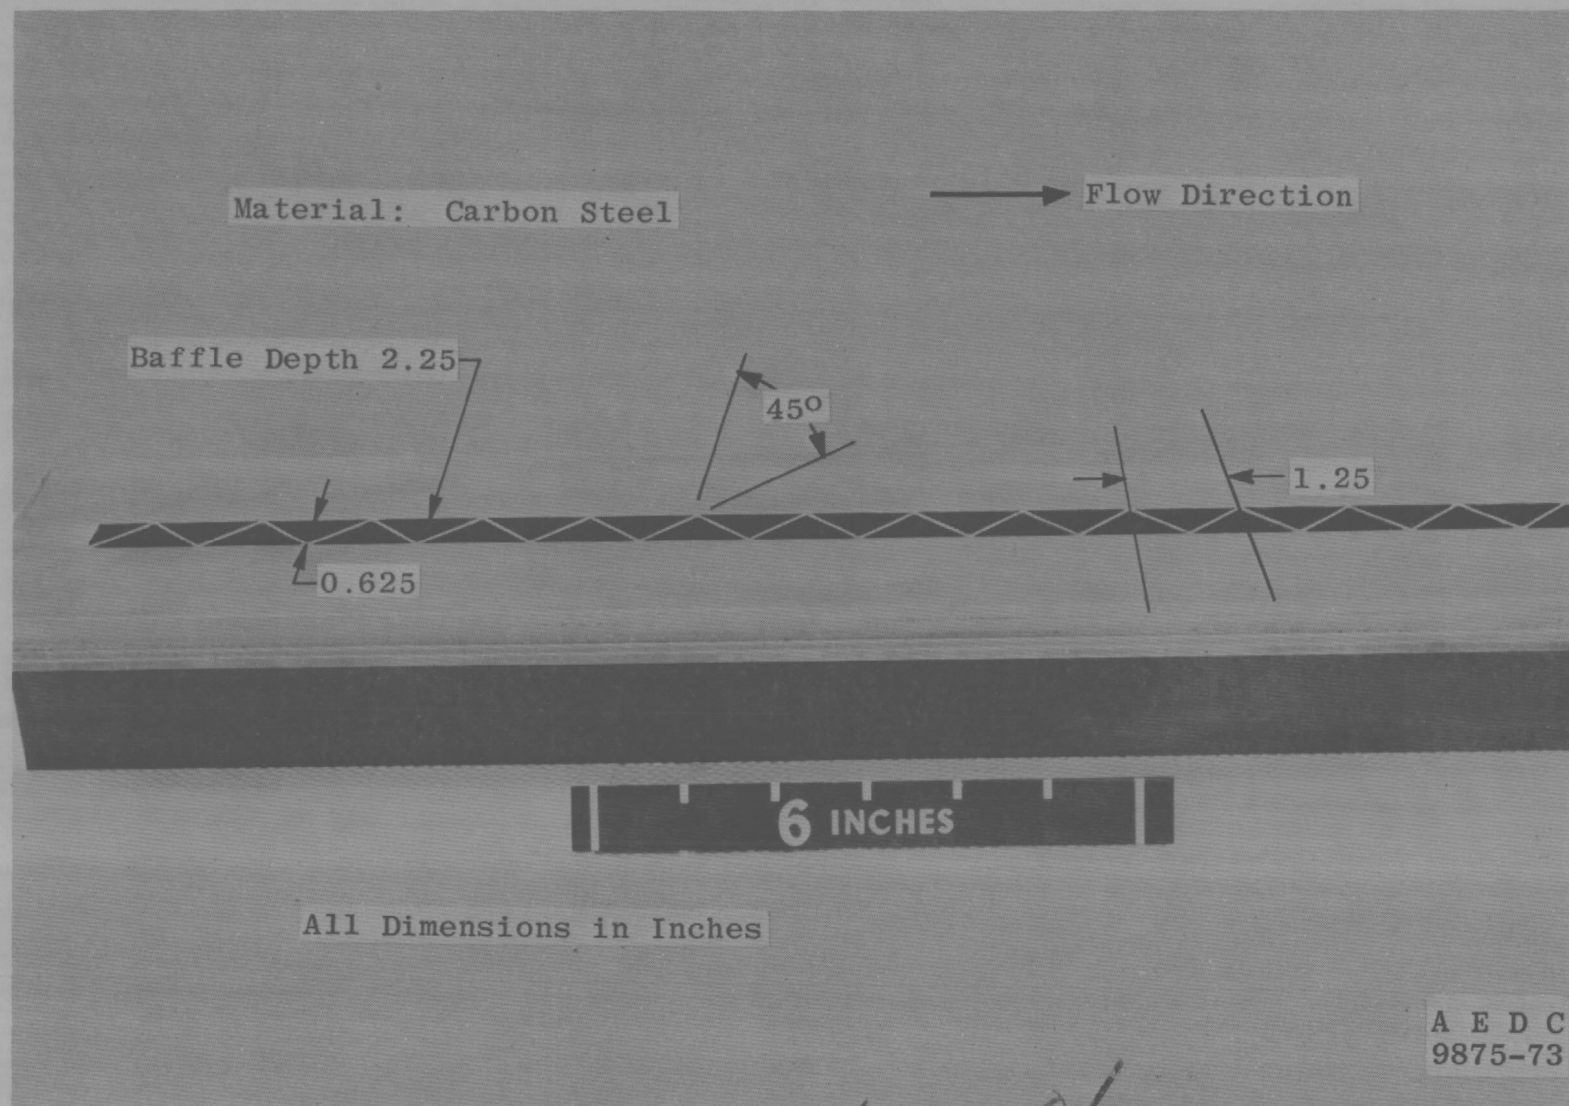 Material: Carbon Steel
Flow Direction
Baffle Depth 2.25
45º
1.25
0.625
6 INCHES
All Dimensions in Inches
A E D C
9875-73